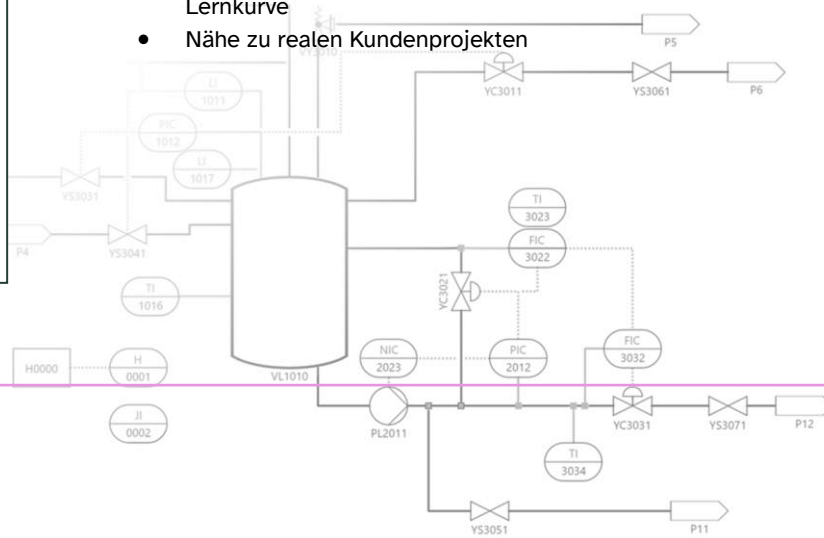 Lernkurve
• Nähe zu realen Kundenprojekten
P5
YC3011
YS3061
P6
LI
1011
PIC
1012
LI
1017
YS3031
P4
YS3041
TI
3023
FIC
3022
YC3021
TI
1016
H0000
H
0001
VL1010
NIC
2023
PIC
2012
FIC
3032
JI
0002
PL2011
YC3031
YS3071
P12
TI
3034
YS3051
P11